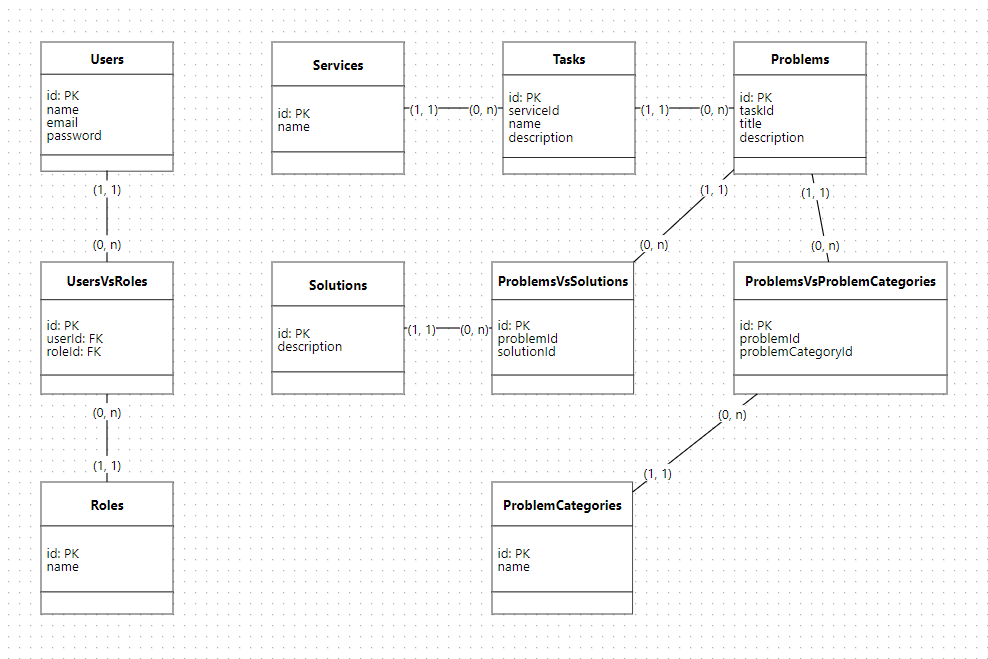 Users
id: PK
name
email
password
Services
id: PK
name
(1, 1)
(0, n)
Tasks
id: PK
serviceId
name
description
(1, 1)
(0, n)
Problems
id: PK
taskId
title
description
(1, 1)
(0, n)
(1, 1)
(0, n)
(1, 1)
(0, n)
UsersVsRoles
id: PK
userId: FK
roleId: FK
Solutions
id: PK
description
(1, 1)
(0, n)
ProblemsVsSolutions
id: PK
problemId
solutionId
ProblemsVsProblemCategories
id: PK
problemId
problemCategoryId
(0, n)
(1, 1)
(0, n)
(1, 1)
Roles
id: PK
name
ProblemCategories
id: PK
name